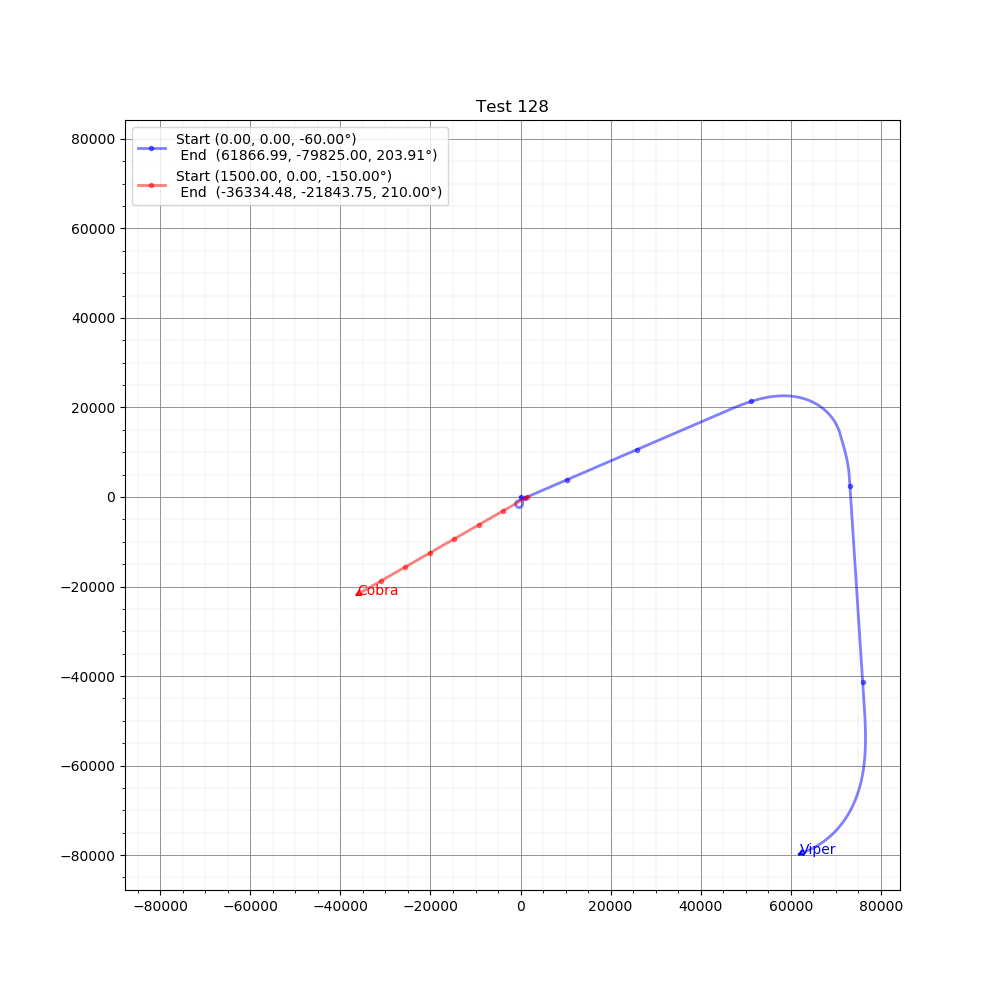 Test 128
Start (0.00, 0.00, -60.00°)
End  (61866.99, -79825.00, 203.91°)
Start (1500.00, 0.00, -150.00°)
End  (-36334.48, -21843.75, 210.00°)
80000
60000
40000
20000
0
−20000
−40000
−60000
−80000
Cobra
Viper
−80000 −60000 −40000 −20000 0 20000 40000 60000 80000